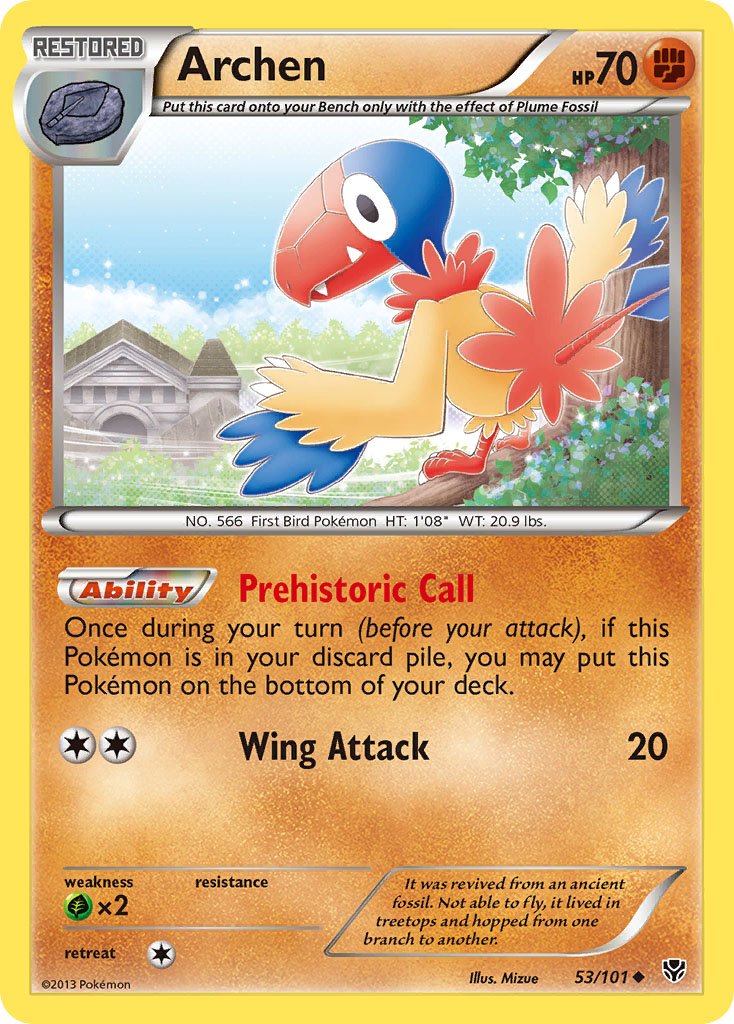 RESTORED
Archen
HP70
Put this card onto your Bench only with the effect of Plume Fossil
NO. 566 First Bird Pokémon HT: 1'08" WT: 20.9 lbs.
Ability Prehistoric Call
Once during your turn (before your attack), if this
Pokémon is in your discard pile, you may put this
Pokémon on the bottom of your deck.
Wing Attack 20
weakness resistance
×2
retreat
It was revived from an ancient
fossil. Not able to fly, it lived in
treetops and hopped from one
branch to another.
©2013 Pokémon
Illus. Mizue 53/101